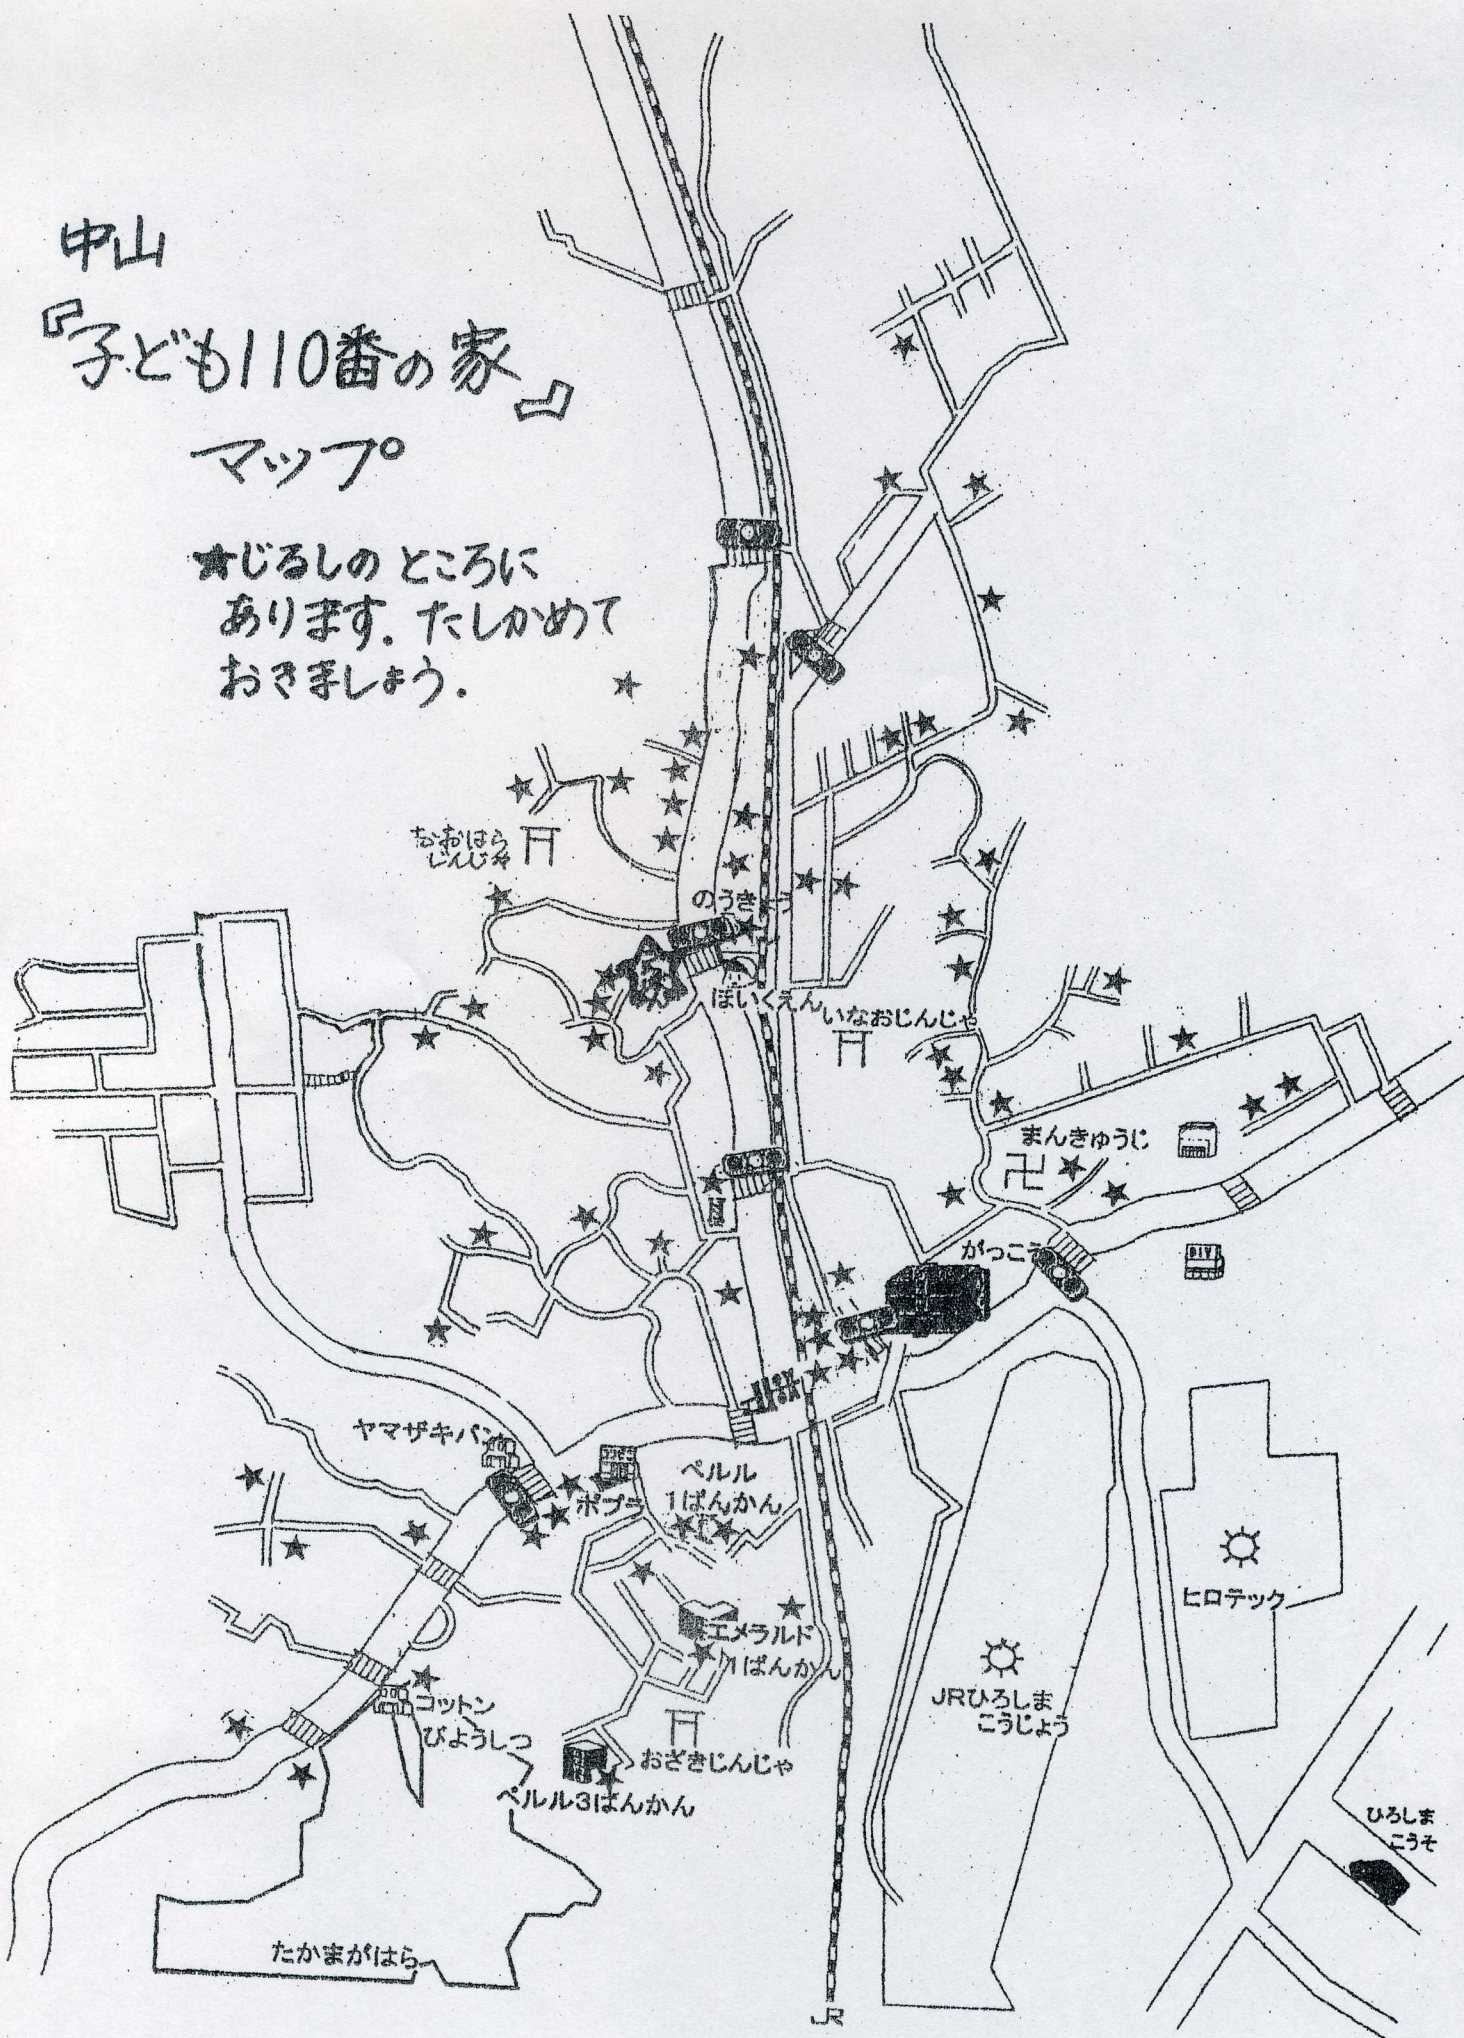 中山
『子ども110番の家』
マップ
★じるしの ところに
あります. たしかめて
おきましょう.
じんじゃ
のうきょう
ほいくえん
いなおじんじゃ
まんきゅうじ
がっこう
ヤマザキパン
ポプラ
ベルル
1ばんかん
エメラルド
1ばんかん
ヒロテック
JRひろしま
こうじょう
コットン
びようしつ
おざきじんじゃ
ベルル3ばんかん
ひろしま
こうそ
たかまがはら
JR